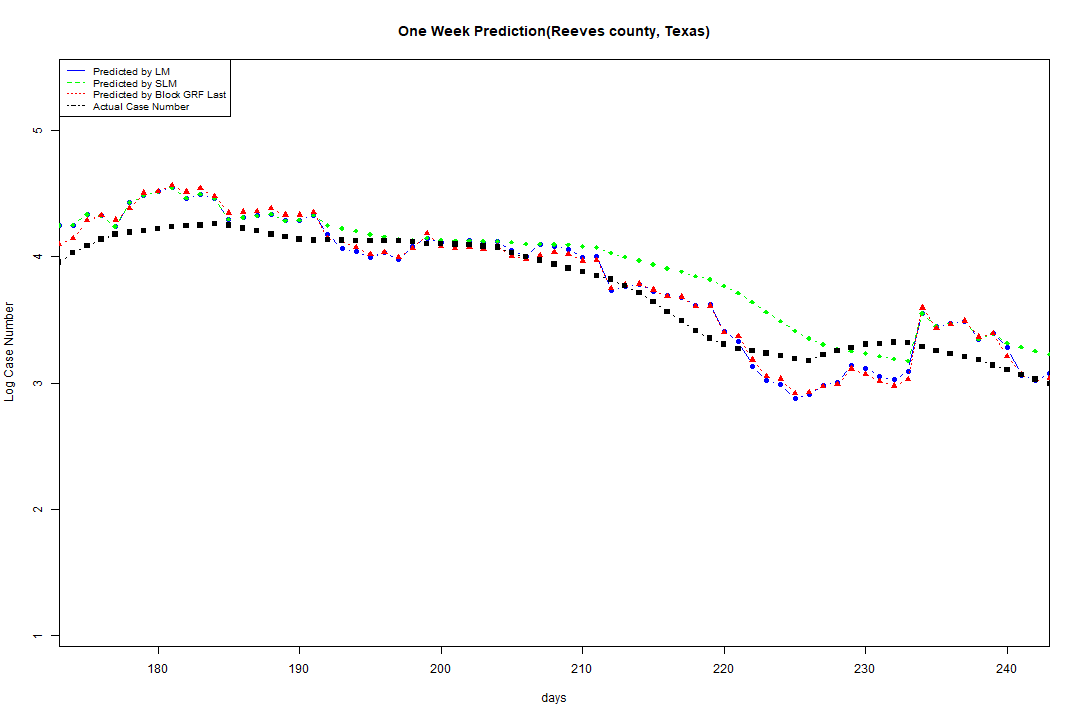 One Week Prediction(Reeves county, Texas)
Predicted by LM
Predicted by SLM
Predicted by Block GRF Last
Actual Case Number
5
4
3
2
1
Log Case Number
180 190 200 210 220 230 240
days